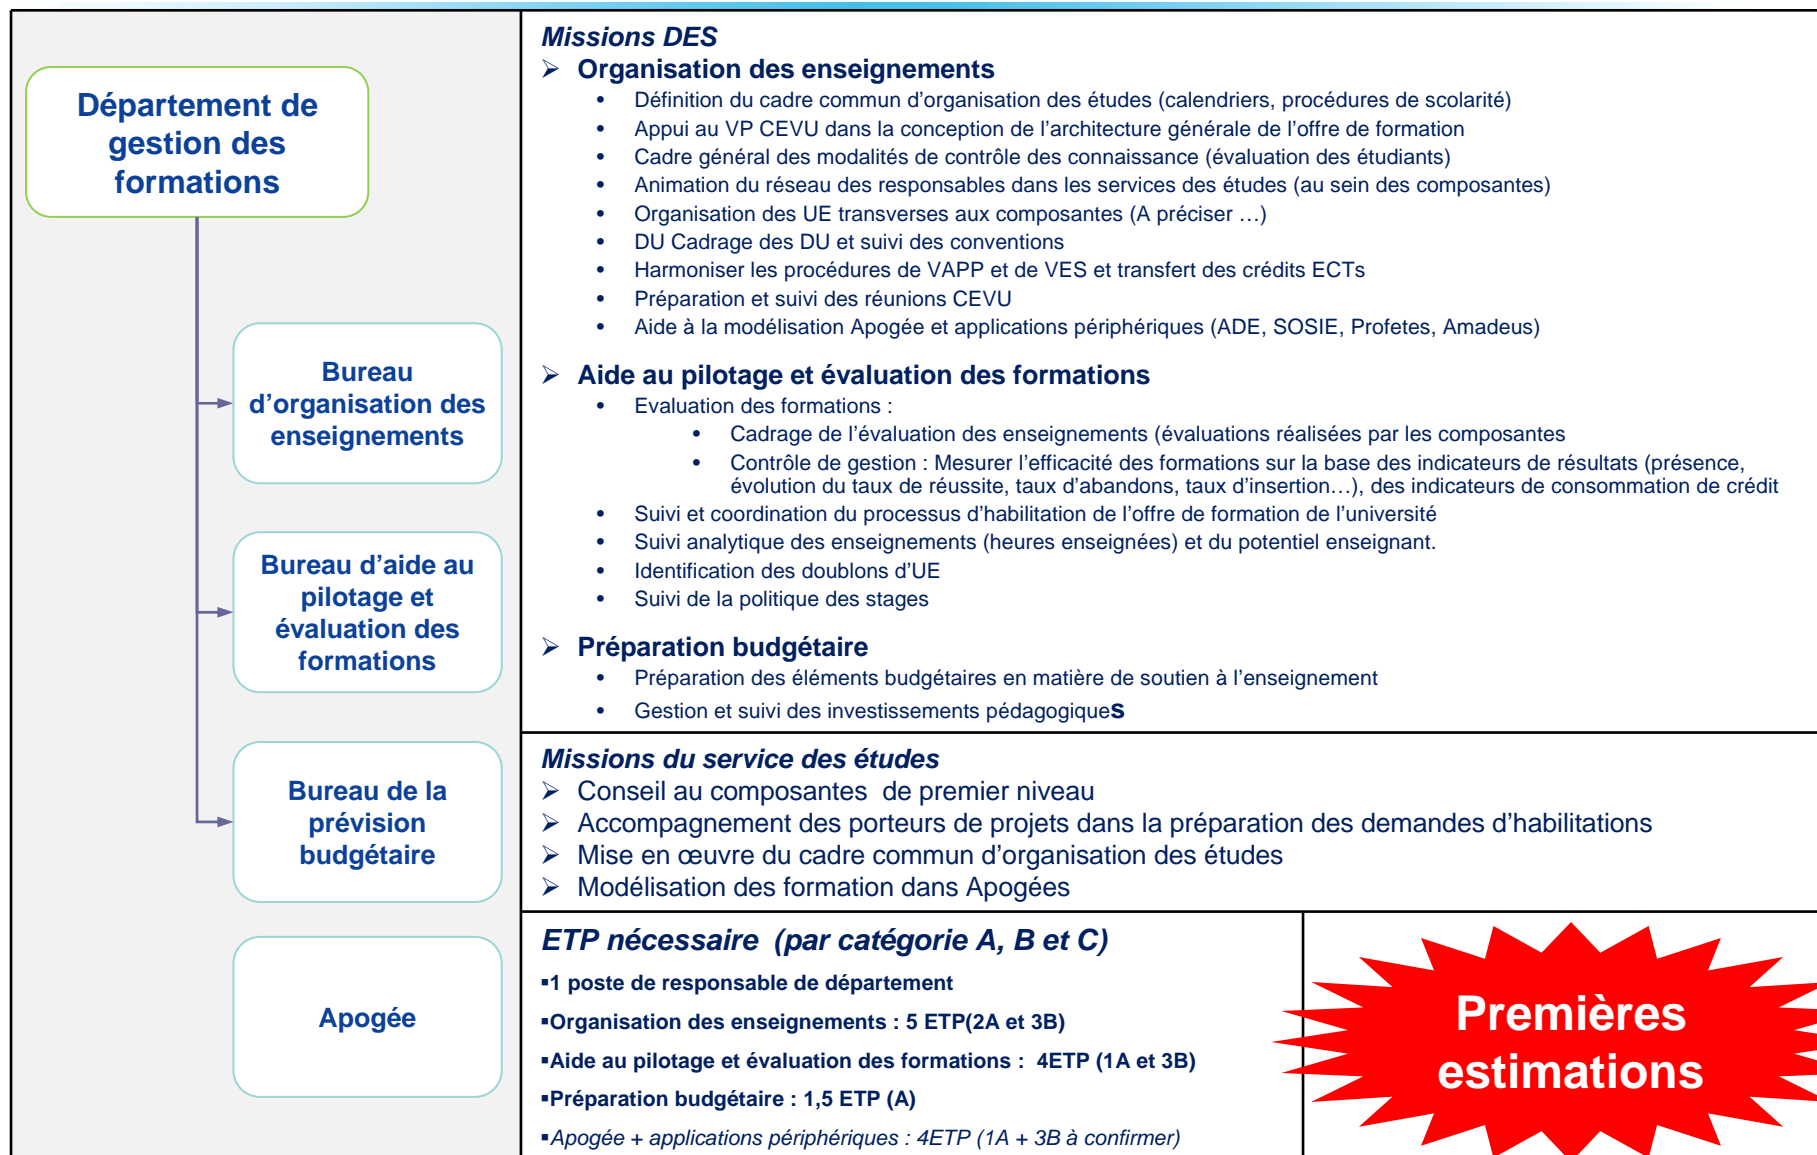 Département de
gestion des
formations
Bureau
d’organisation des
enseignements
Bureau d’aide au
pilotage et
évaluation des
formations
Bureau de la
prévision
budgétaire
Apogée
Missions DES
➢ Organisation des enseignements
• Définition du cadre commun d’organisation des études (calendriers, procédures de scolarité)
• Appui au VP CEVU dans la conception de l’architecture générale de l’offre de formation
• Cadre général des modalités de contrôle des connaissance (évaluation des étudiants)
• Animation du réseau des responsables dans les services des études (au sein des composantes)
• Organisation des UE transverses aux composantes (A préciser …)
• DU Cadrage des DU et suivi des conventions
• Harmoniser les procédures de VAPP et de VES et transfert des crédits ECTs
• Préparation et suivi des réunions CEVU
• Aide à la modélisation Apogée et applications périphériques (ADE, SOSIE, Profetes, Amadeus)
➢ Aide au pilotage et évaluation des formations
• Evaluation des formations :
• Cadrage de l’évaluation des enseignements (évaluations réalisées par les composantes
• Contrôle de gestion : Mesurer l’efficacité des formations sur la base des indicateurs de résultats (présence,
évolution du taux de réussite, taux d’abandons, taux d’insertion…), des indicateurs de consommation de crédit
• Suivi et coordination du processus d’habilitation de l’offre de formation de l’université
• Suivi analytique des enseignements (heures enseignées) et du potentiel enseignant.
• Identification des doublons d’UE
• Suivi de la politique des stages
➢ Préparation budgétaire
• Préparation des éléments budgétaires en matière de soutien à l’enseignement
• Gestion et suivi des investissements pédagogiques
Missions du service des études
➢ Conseil au composantes de premier niveau
➢ Accompagnement des porteurs de projets dans la préparation des demandes d’habilitations
➢ Mise en œuvre du cadre commun d’organisation des études
➢ Modélisation des formation dans Apogées
ETP nécessaire (par catégorie A, B et C)
▪1 poste de responsable de département
▪Organisation des enseignements : 5 ETP(2A et 3B)
▪Aide au pilotage et évaluation des formations : 4ETP (1A et 3B)
▪Préparation budgétaire : 1,5 ETP (A)
▪Apogée + applications périphériques : 4ETP (1A + 3B à confirmer)
Premières
estimations